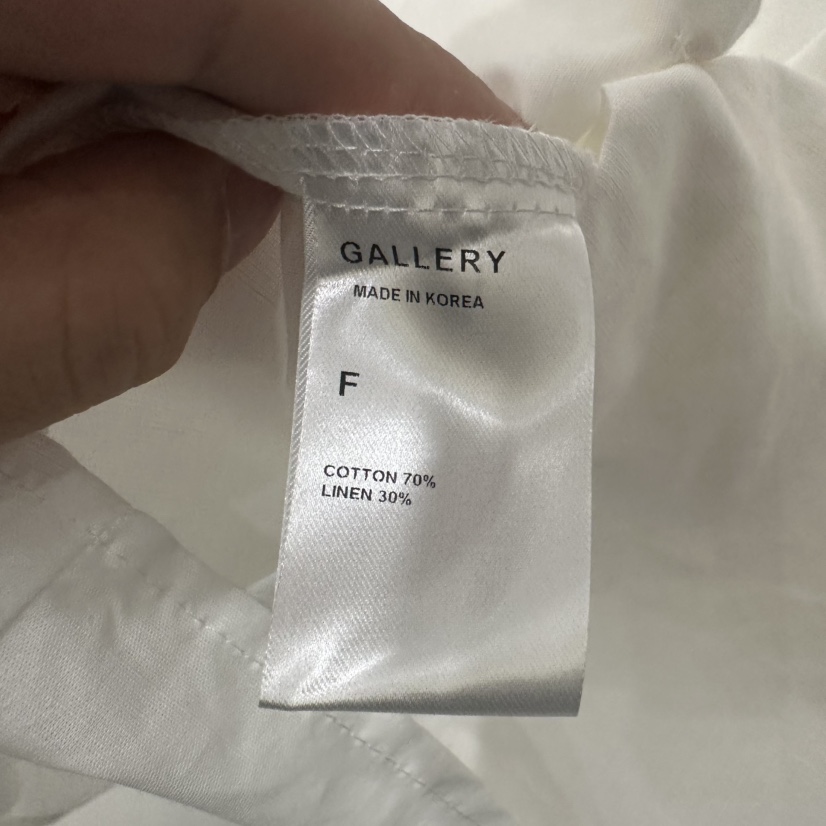 GALLERY
MADE IN KOREA
F
COTTON 70%
LINEN 30%